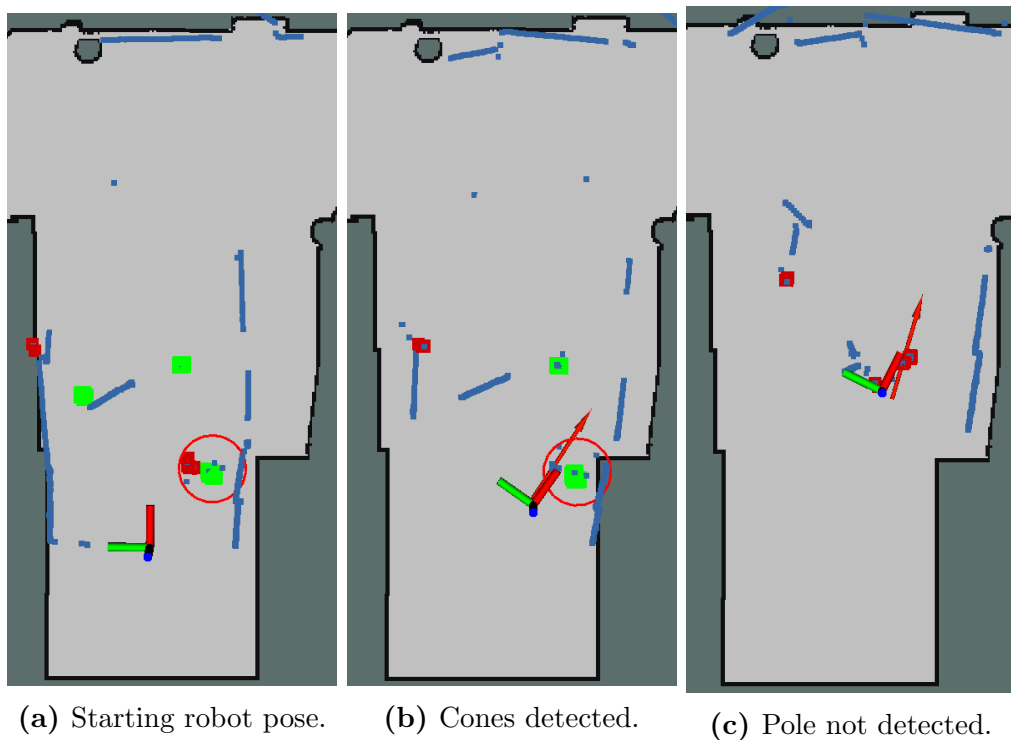 (a) Starting robot pose.
(b) Cones detected.
(c) Pole not detected.